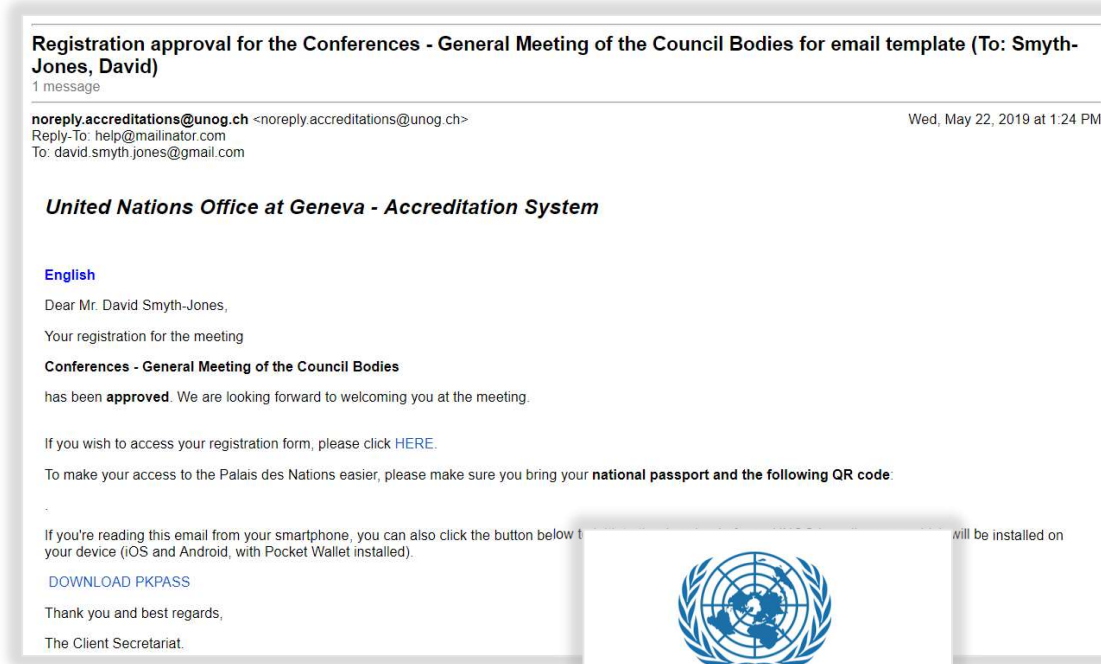 Registration approval for the Conferences - General Meeting of the Council Bodies for email template (To: Smyth-
Jones, David)
1 message
noreply.accreditations@unog.ch <noreply.accreditations@unog.ch>
Wed, May 22, 2019 at 1:24 PM
Reply-To: help@mailinator.com
To: david.smyth.jones@gmail.com
United Nations Office at Geneva - Accreditation System
English
Dear Mr. David Smyth-Jones,
Your registration for the meeting
Conferences - General Meeting of the Council Bodies
has been approved. We are looking forward to welcoming you at the meeting.
If you wish to access your registration form, please click HERE.
To make your access to the Palais des Nations easier, please make sure you bring your national passport and the following QR code:
.
If you're reading this email from your smartphone, you can also click the button below will be installed on
your device (iOS and Android, with Pocket Wallet installed).
DOWNLOAD PKPASS
Thank you and best regards,
The Client Secretariat.